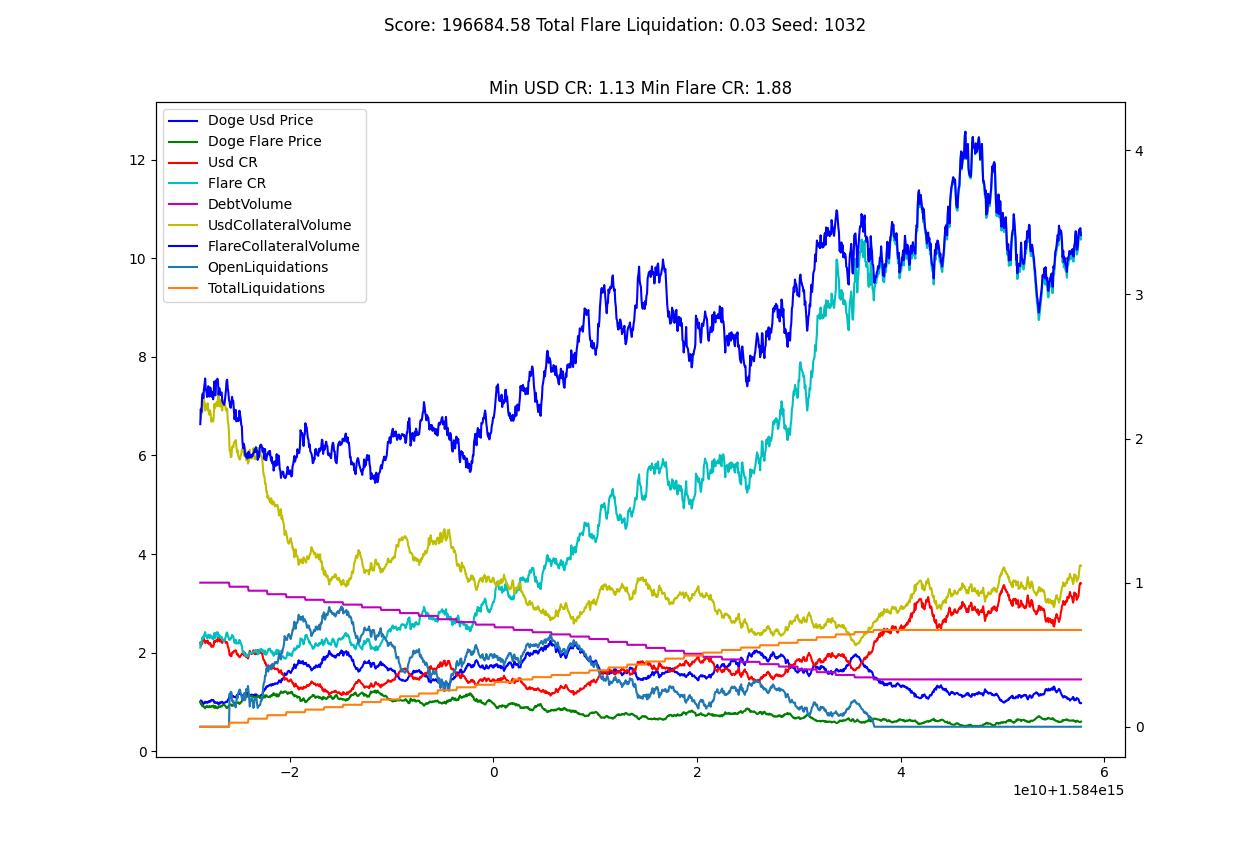 Score: 196684.58 Total Flare Liquidation: 0.03 Seed: 1032
Min USD CR: 1.13 Min Flare CR: 1.88
Doge Usd Price
Doge Flare Price
Usd CR
Flare CR
DebtVolume
UsdCollateralVolume
FlareCollateralVolume
OpenLiquidations
TotalLiquidations
12
10
8
6
4
2
0
4
3
2
1
0
−2
0
2
4
6
1e10+1.584e15